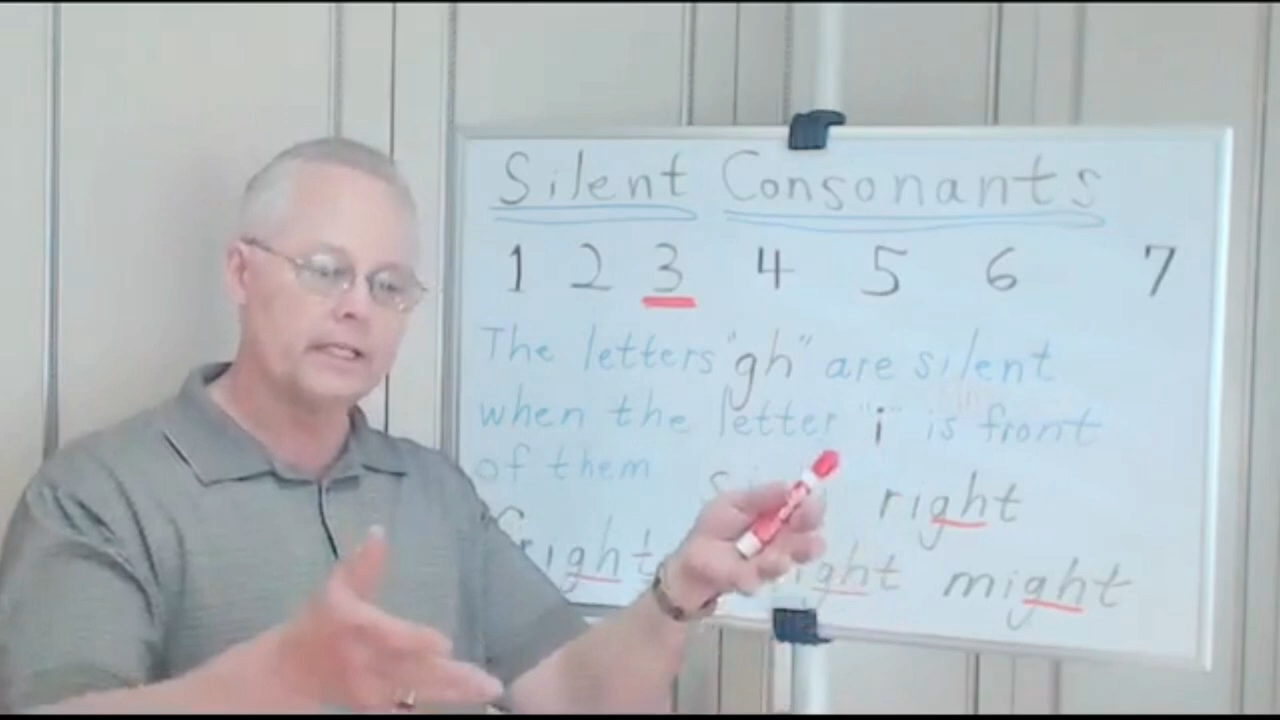 Silent Consonants
1 2 3 4 5 6 7
The letters "gh" are silent
when the letter "i" is front
of them
right
might